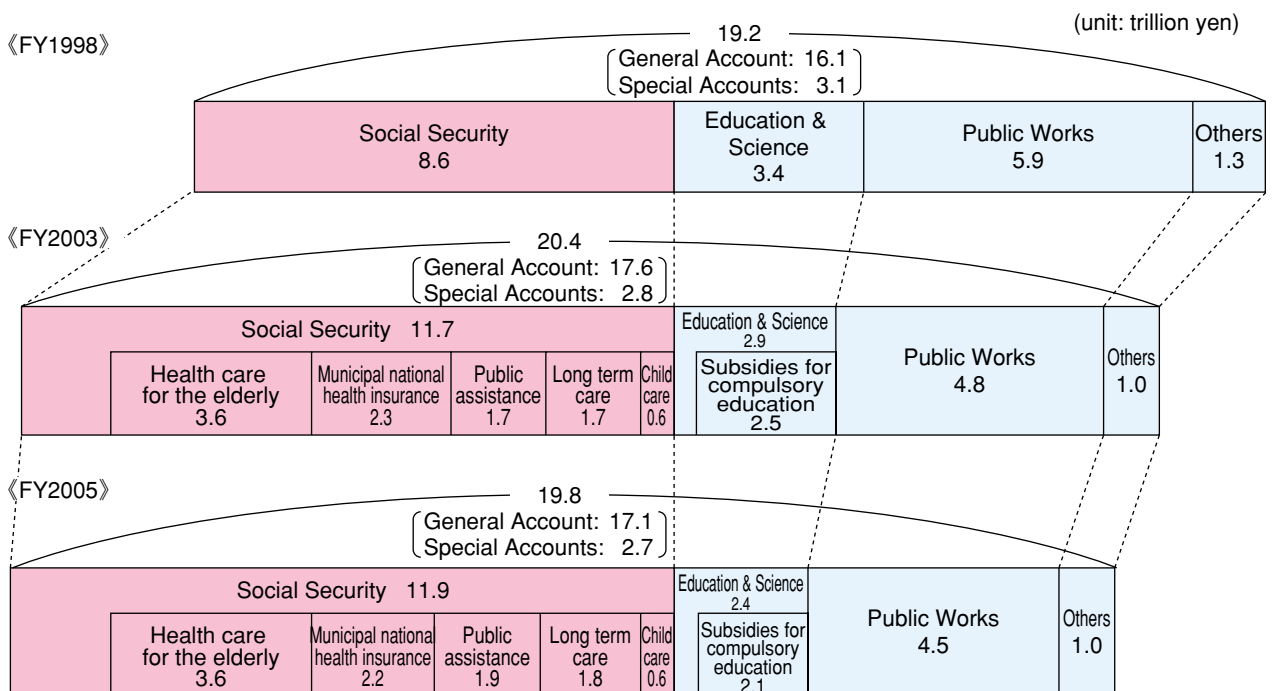 (unit: trillion yen)
《FY1998》
19.2
General Account: 16.1
Special Accounts: 3.1
Social Security
8.6
Education &
Science
3.4
Public Works
5.9
Others
1.3
《FY2003》
20.4
General Account: 17.6
Special Accounts: 2.8
Social Security 11.7
Health care
for the elderly
3.6
Municipal national
health insurance
2.3
Public
assistance
1.7
Long term
care
1.7
Child
care
0.6
Education & Science
2.9
Subsidies for
compulsory
education
2.5
Public Works
4.8
Others
1.0
《FY2005》
19.8
General Account: 17.1
Special Accounts: 2.7
Social Security 11.9
Health care
for the elderly
3.6
Municipal national
health insurance
2.2
Public
assistance
1.9
Long term
care
1.8
Child
care
0.6
Education & Science
2.4
Subsidies for
compulsory
education
2.1
Public Works
4.5
Others
1.0